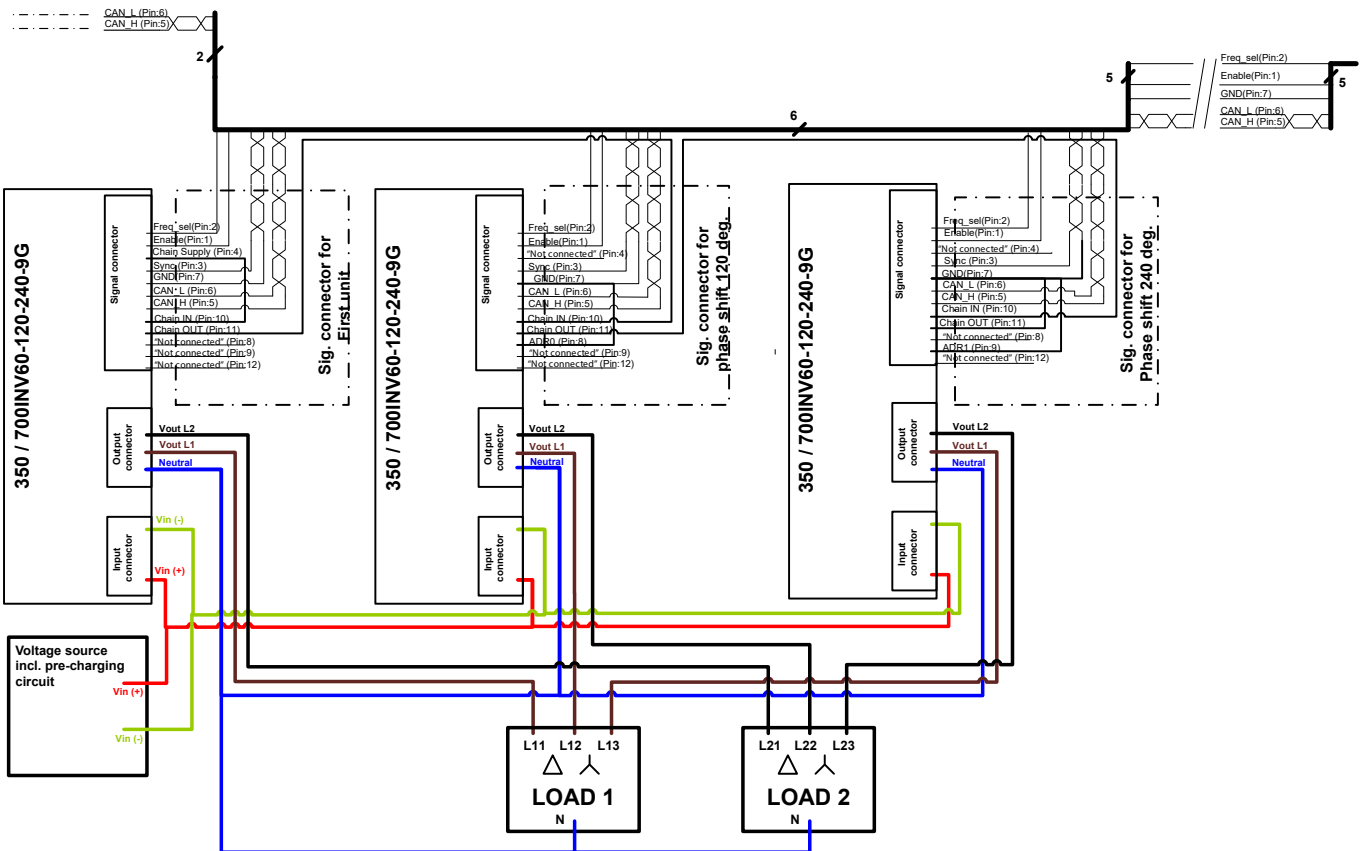 CAN_L (Pin:6)
CAN_H (Pin:5)
2
6
5
Freq_sel(Pin:2)
Enable(Pin:1)
GND(Pin:7)
CAN_L (Pin:6)
CAN_H (Pin:5)
5
350 / 700INV60-120-240-9G
Signal connector
Freq_sel(Pin:2)
Enable(Pin:1)
Chain Supply (Pin:4)
Sync(Pin:3)
GND(Pin:7)
CAN_L (Pin:6)
CAN_H (Pin:5)
Chain IN (Pin:10)
Chain OUT (Pin:11)
"Not connected" (Pin:8)
"Not connected" (Pin:9)
"Not connected" (Pin:12)
Sig. connector for
First unit
Output
connector
Vout L2
Vout L1
Neutral
Input
connector
Vin (-)
Vin (+)
350 / 700INV60-120-240-9G
Signal connector
Freq_sel(Pin:2)
Enable(Pin:1)
"Not connected" (Pin:4)
Sync (Pin:3)
GND(Pin:7)
CAN_L (Pin:6)
CAN_H (Pin:5)
Chain IN (Pin:10)
Chain OUT (Pin:11)
ADR0 (Pin:8)
"Not connected" (Pin:9)
"Not connected" (Pin:12)
Sig. connector for
phase shift 120 deg.
Output
connector
Vout L2
Vout L1
Neutral
Input
connector
350 / 700INV60-120-240-9G
Signal connector
Freq_sel(Pin:2)
Enable(Pin:1)
"Not connected" (Pin:4)
Sync (Pin:3)
GND(Pin:7)
CAN_L (Pin:6)
CAN_H (Pin:5)
Chain IN (Pin:10)
Chain OUT (Pin:11)
"Not connected" (Pin:8)
ADR1 (Pin:9)
"Not connected" (Pin:12)
Sig. connector for
Phase shift 240 deg.
Output
connector
Vout L2
Vout L1
Neutral
Input
connector
Voltage source
incl. pre-charging
circuit
Vin (+)
Vin (-)
L11 L12 L13
LOAD 1
N
L21 L22 L23
LOAD 2
N